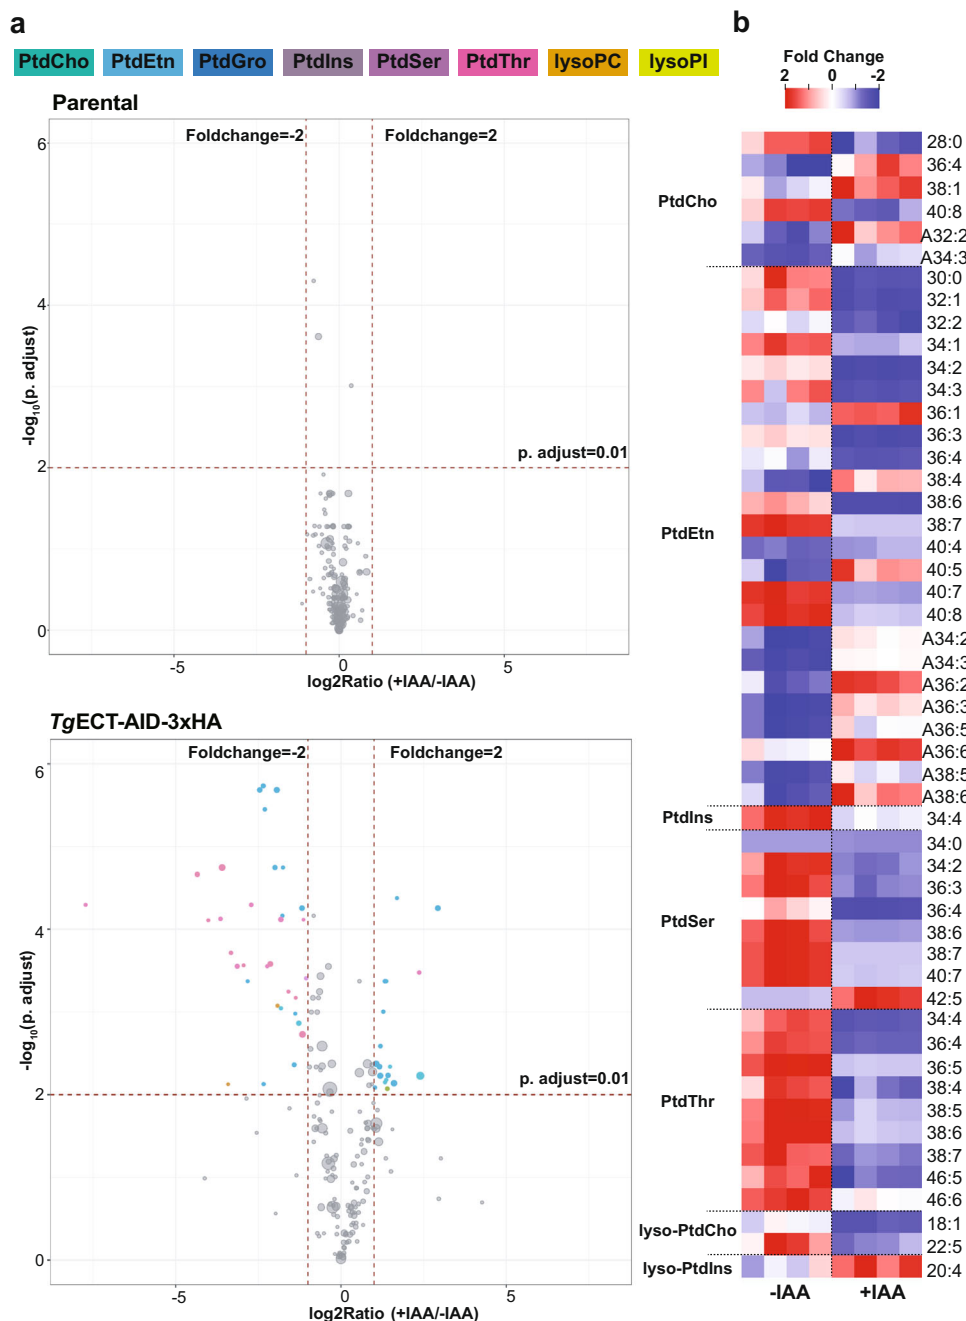 a
PtdCho PtdEtn PtdGro PtdIns PtdSer PtdThr lysoPC lysoPI
Parental
Foldchange=-2 Foldchange=2
6
4
2
0
-log10(p. adjust)
p. adjust=0.01
-5 0 5
log2Ratio (+IAA/-IAA)
TgECT-AID-3xHA
Foldchange=-2 Foldchange=2
6
4
2
0
-log10(p. adjust)
p. adjust=0.01
-5 0 5
log2Ratio (+IAA/-IAA)
b
Fold Change
2 0 -2
PtdCho
28:0
36:4
38:1
40:8
A32:2
A34:3
PtdEtn
30:0
32:1
32:2
34:1
34:2
34:3
36:1
36:3
36:4
38:4
38:6
38:7
40:4
40:5
40:7
40:8
A34:2
A34:3
A36:2
A36:3
A36:5
A36:6
A38:5
A38:6
PtdIns
34:4
PtdSer
34:0
34:2
36:3
36:4
38:6
38:7
40:7
42:5
PtdThr
34:4
36:4
36:5
38:4
38:5
38:6
38:7
46:5
46:6
lyso-PtdCho
18:1
22:5
lyso-PtdIns
20:4
-IAA +IAA